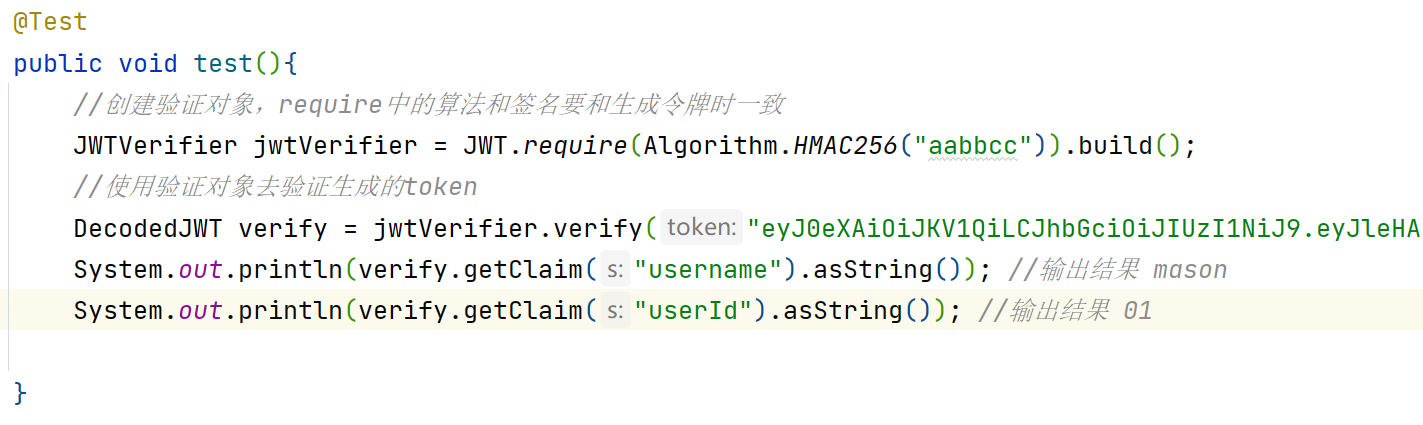 @Test
public void test(){
//创建验证对象，require中的算法和签名要和生成令牌时一致
JWTVerifier jwtVerifier = JWT.require(Algorithm.HMAC256("aabbcc")).build();
//使用验证对象去验证生成的token
DecodedJWT verify = jwtVerifier.verify( token: "eyJ0eXAiOiJKV1QiLCJhbGciOiJIUzI1NiJ9.eyJleHA
System.out.println(verify.getClaim( s: "username").asString()); //输出结果 mason
System.out.println(verify.getClaim( s: "userId").asString()); //输出结果 01
}